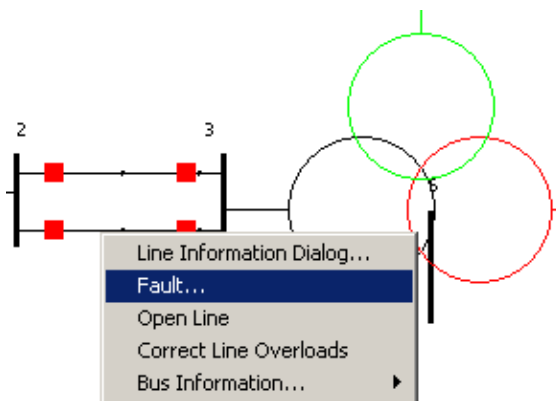 2
3
Line Information Dialog...
Fault...
Open Line
Correct Line Overloads
Bus Information...